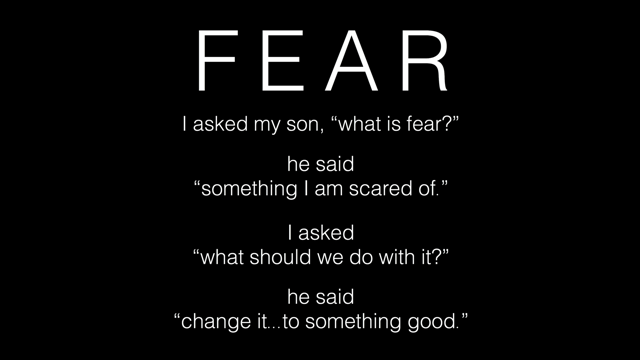 FEAR
I asked my son, “what is fear?”
he said
“something I am scared of.”
I asked
“what should we do with it?”
he said
“change it...to something good.”